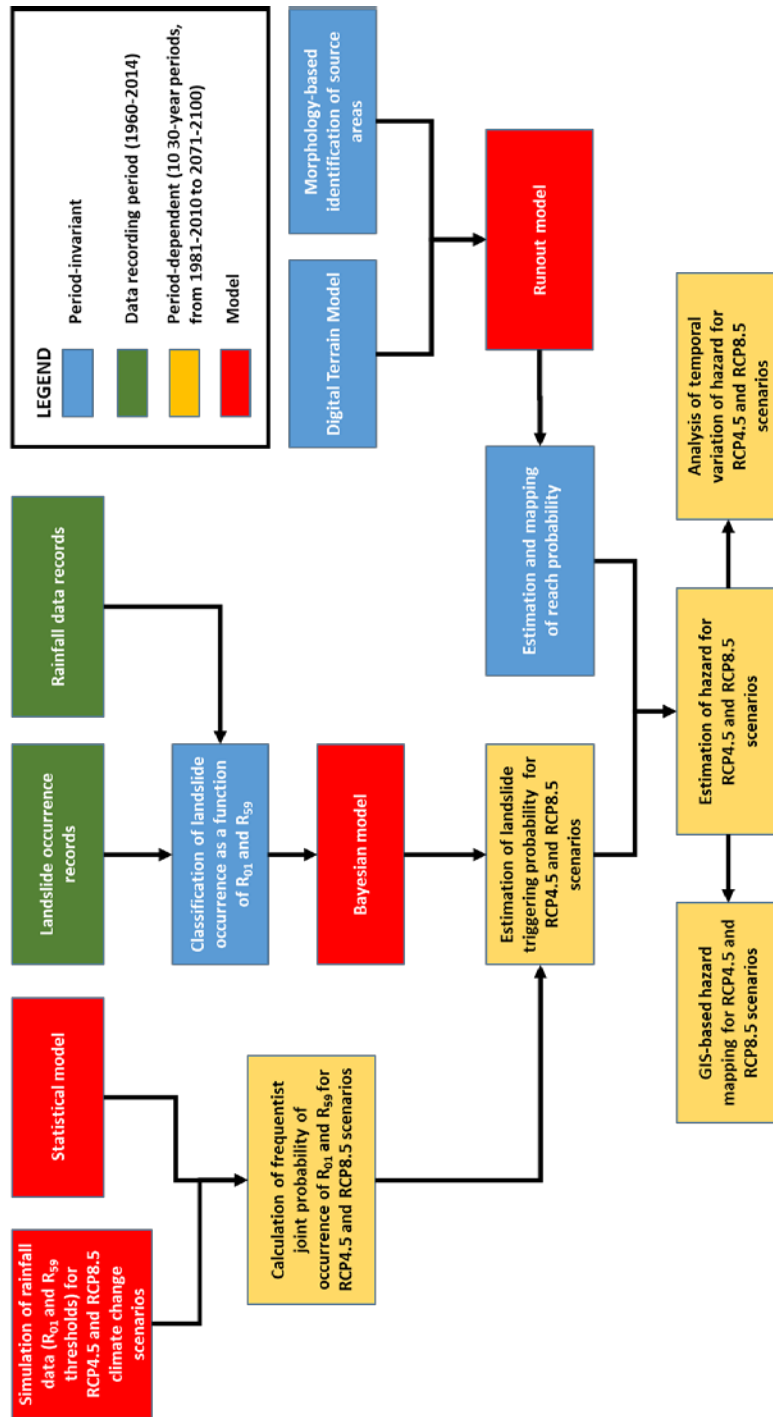 Simulation of rainfall
data (R01 and R59
thresholds) for
RCP4.5 and RCP8.5
climate change
scenarios
Statistical model
Landslide occurrence
records
Rainfall data records
LEGEND
Period-invariant
Data recording period (1960-2014)
Period-dependent (10 30-year periods,
from 1981-2010 to 2071-2100)
Model
Calculation of frequentist
joint probability of
occurrence of R01 and R59 for
RCP4.5 and RCP8.5 scenarios
Classification of landslide
occurrence as a function
of R01 and R59
Bayesian model
Digital Terrain Model
Morphology-based
identification of source
areas
Estimation of landslide
triggering probability for
RCP4.5 and RCP8.5
scenarios
Estimation and mapping
of reach probability
Runout model
GIS-based hazard
mapping for RCP4.5 and
RCP8.5 scenarios
Estimation of hazard for
RCP4.5 and RCP8.5
scenarios
Analysis of temporal
variation of hazard for
RCP4.5 and RCP8.5
scenarios